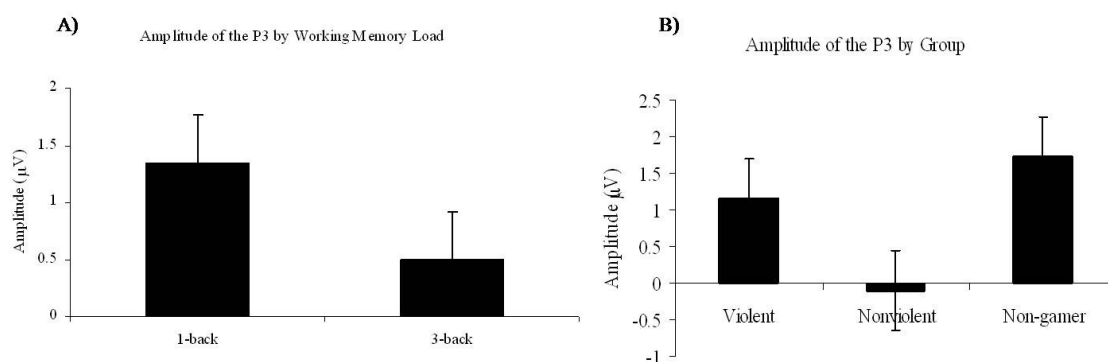 A)
Amplitude of the P3 by Working Memory Load
Amplitude (μV)
2
1.5
1
0.5
0
1-back
3-back
B)
Amplitude of the P3 by Group
Amplitude (μV)
2.5
2
1.5
1
0.5
0
-0.5
-1
Violent
Nonviolent
Non-gamer